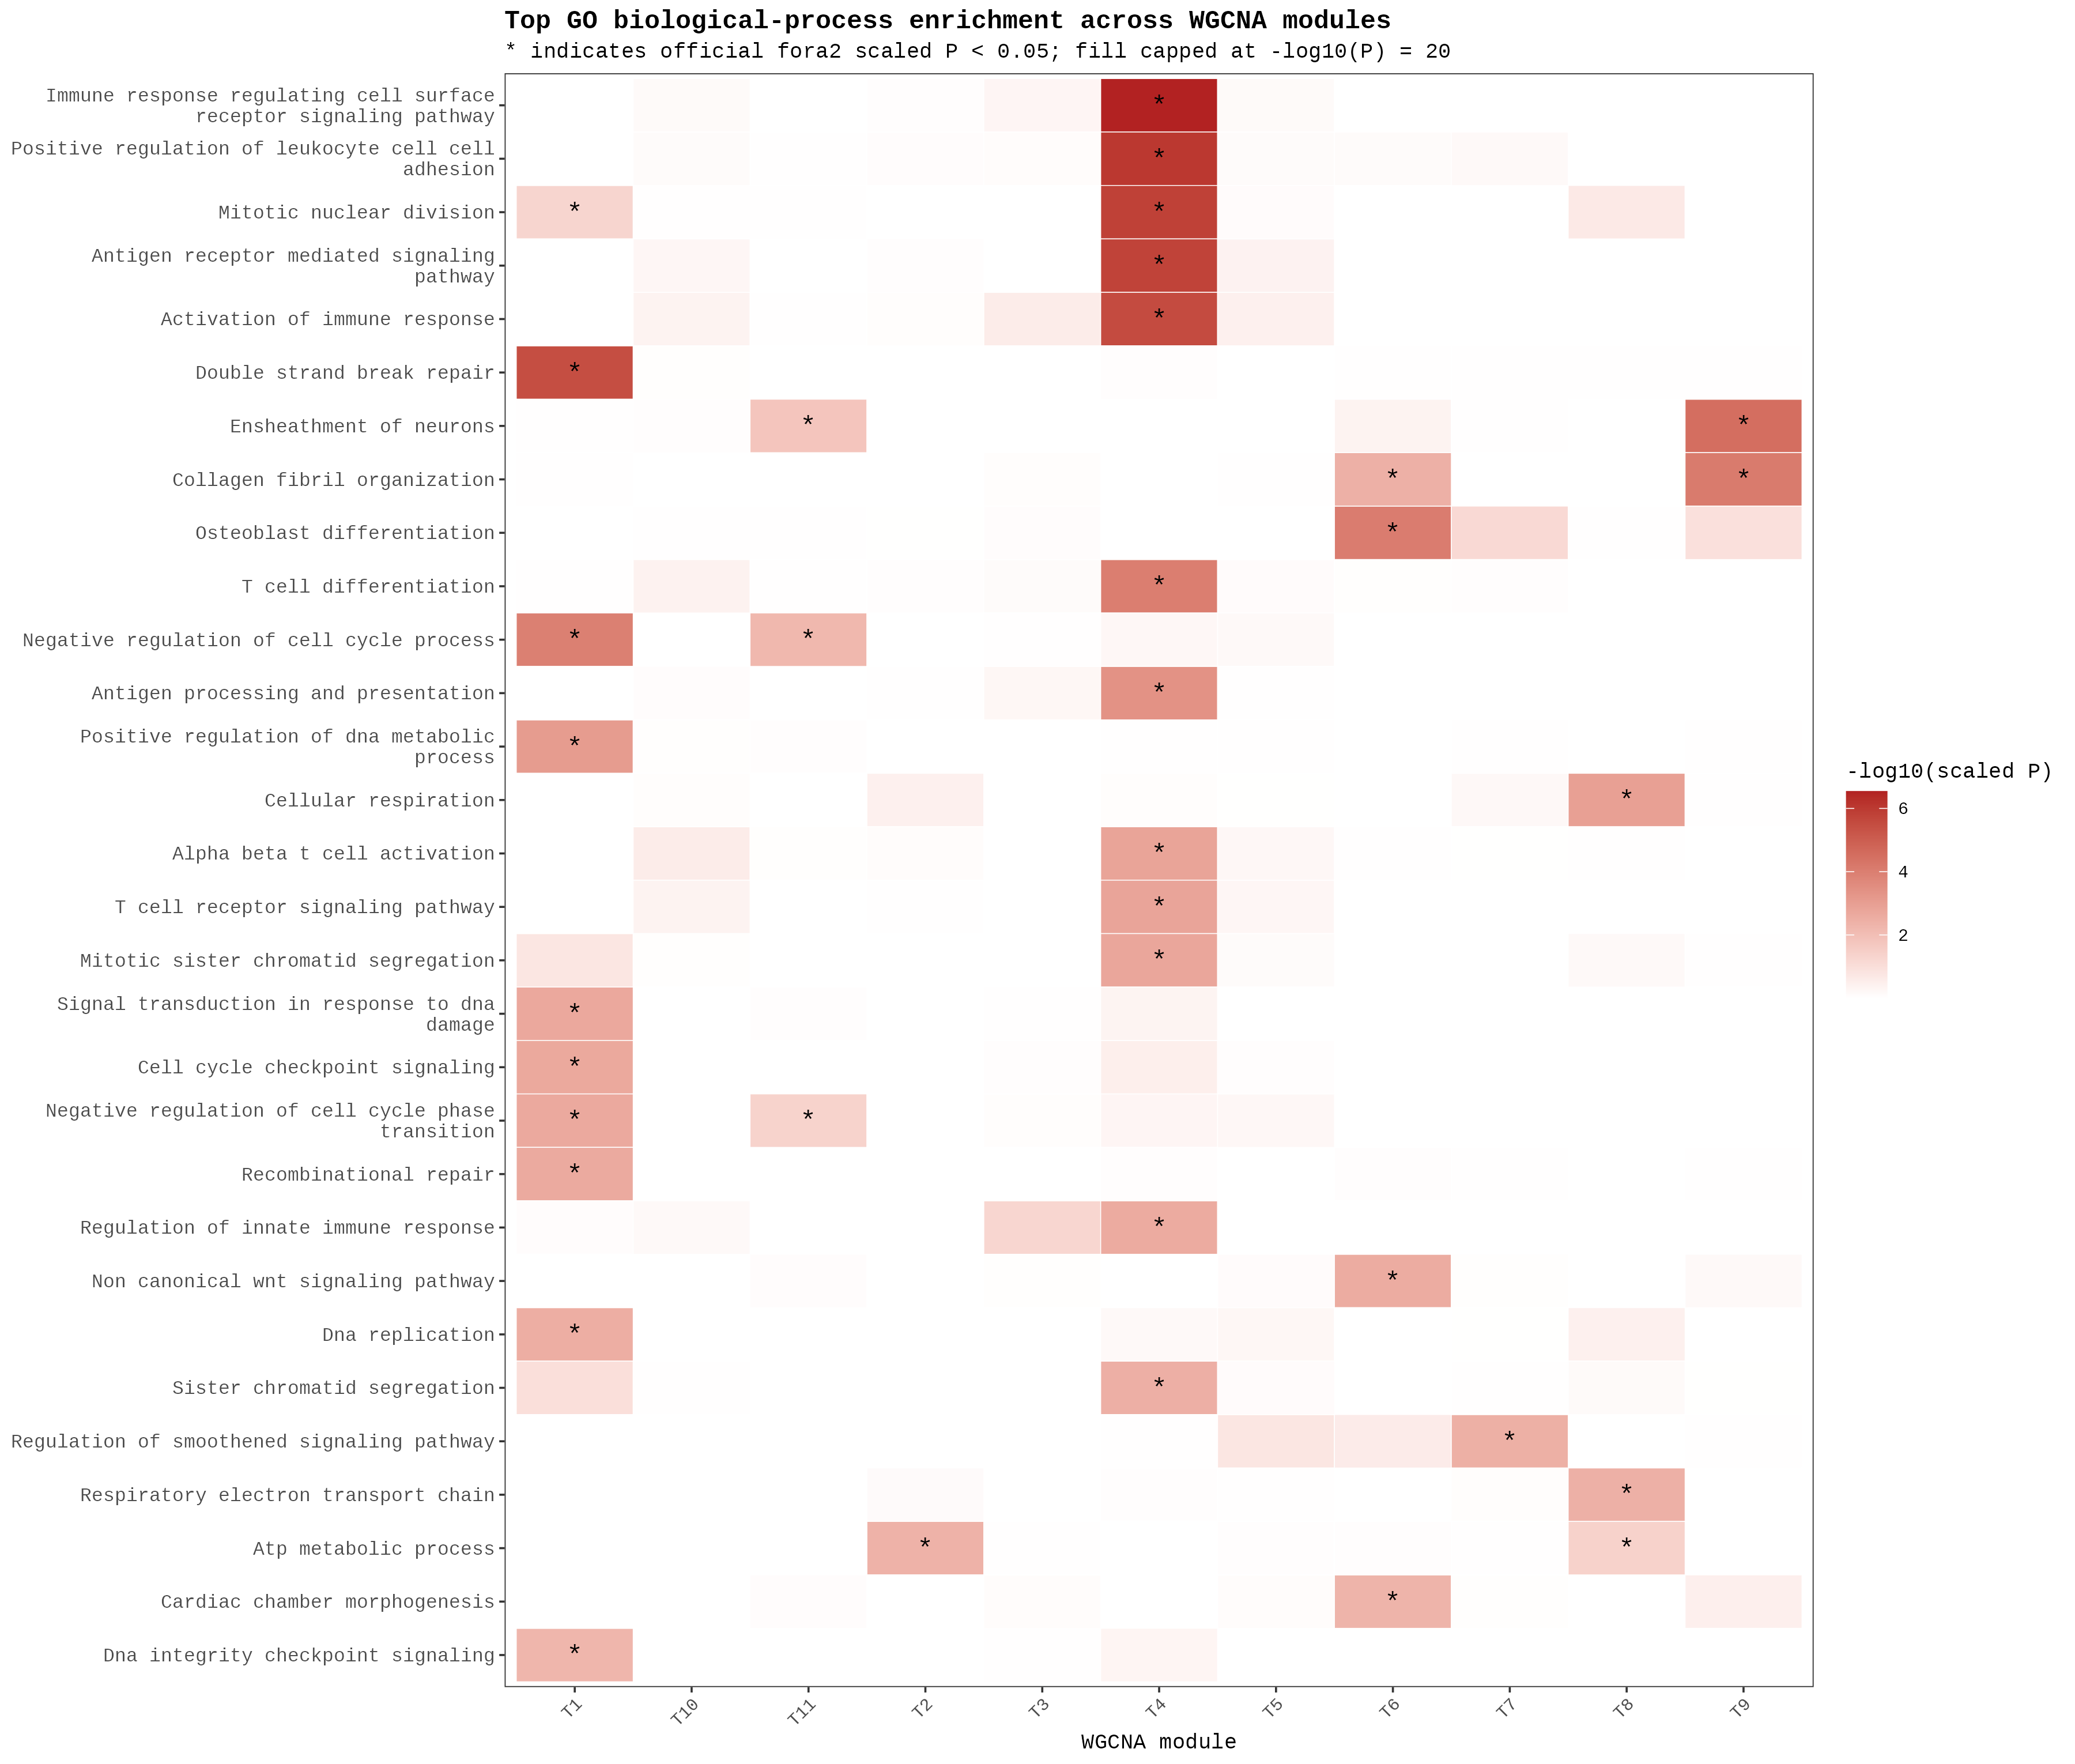 Top GO biological-process enrichment across WGCNA modules
* indicates official fora2 scaled P < 0.05; fill capped at -log10(P) = 20
Immune response regulating cell surface
receptor signaling pathway
*
Positive regulation of leukocyte cell cell
adhesion
*
Mitotic nuclear division
* *
Antigen receptor mediated signaling
pathway
*
Activation of immune response
*
Double strand break repair
*
Ensheathment of neurons
* *
Collagen fibril organization
* *
Osteoblast differentiation
*
T cell differentiation
*
Negative regulation of cell cycle process
* *
Antigen processing and presentation
*
Positive regulation of dna metabolic
process
*
Cellular respiration
*
Alpha beta t cell activation
*
T cell receptor signaling pathway
*
Mitotic sister chromatid segregation
*
Signal transduction in response to dna
damage
*
Cell cycle checkpoint signaling
*
Negative regulation of cell cycle phase
transition
* *
Recombinational repair
*
Regulation of innate immune response
*
Non canonical wnt signaling pathway
*
Dna replication
*
Sister chromatid segregation
*
Regulation of smoothened signaling pathway
*
Respiratory electron transport chain
*
Atp metabolic process
* *
Cardiac chamber morphogenesis
*
Dna integrity checkpoint signaling
*
T1 T10 T11 T2 T3 T4 T5 T6 T7 T8 T9
WGCNA module
-log10(scaled P)
6
4
2